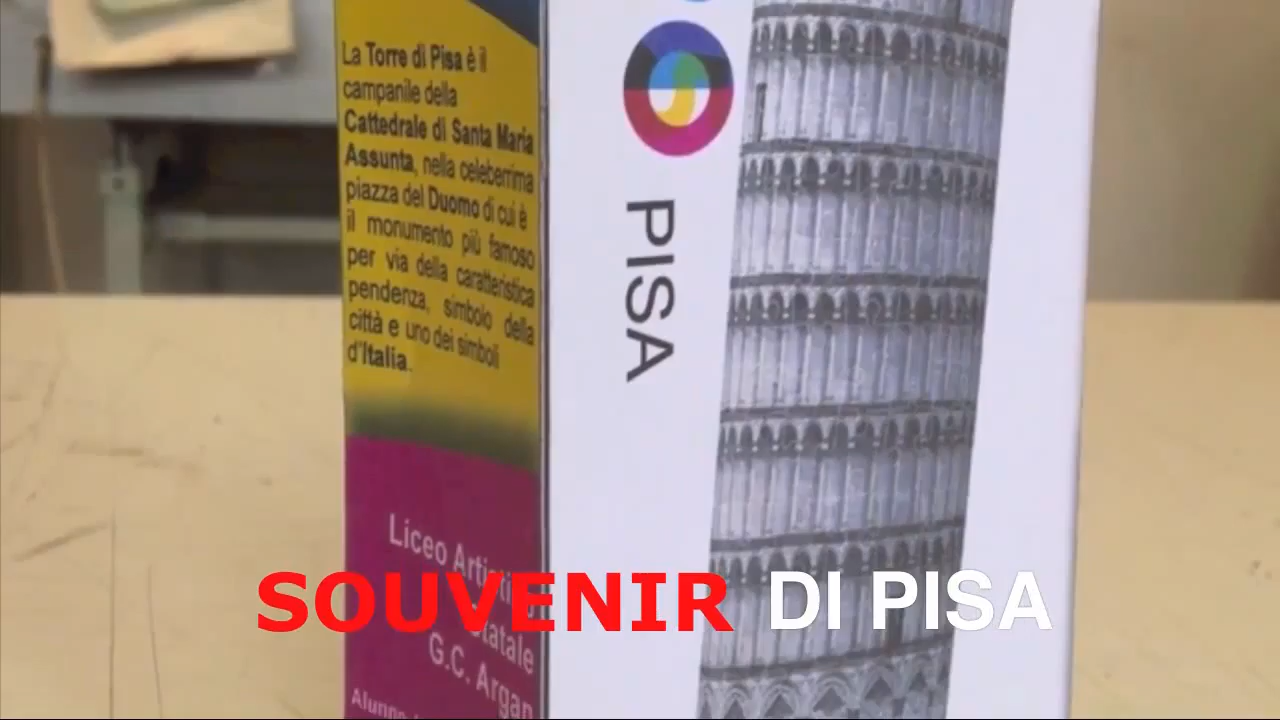 La Torre di Pisa è il
campanile della
Cattedrale di Santa Maria
Assunta, nella celeberrima
piazza del Duomo di cui è
il monumento più famoso
per via della caratteristica
pendenza, simbolo della
città e uno dei simboli
d'Italia.
PISA
Liceo Artistico
Statale
G.C. Argan
SOUVENIR DI PISA